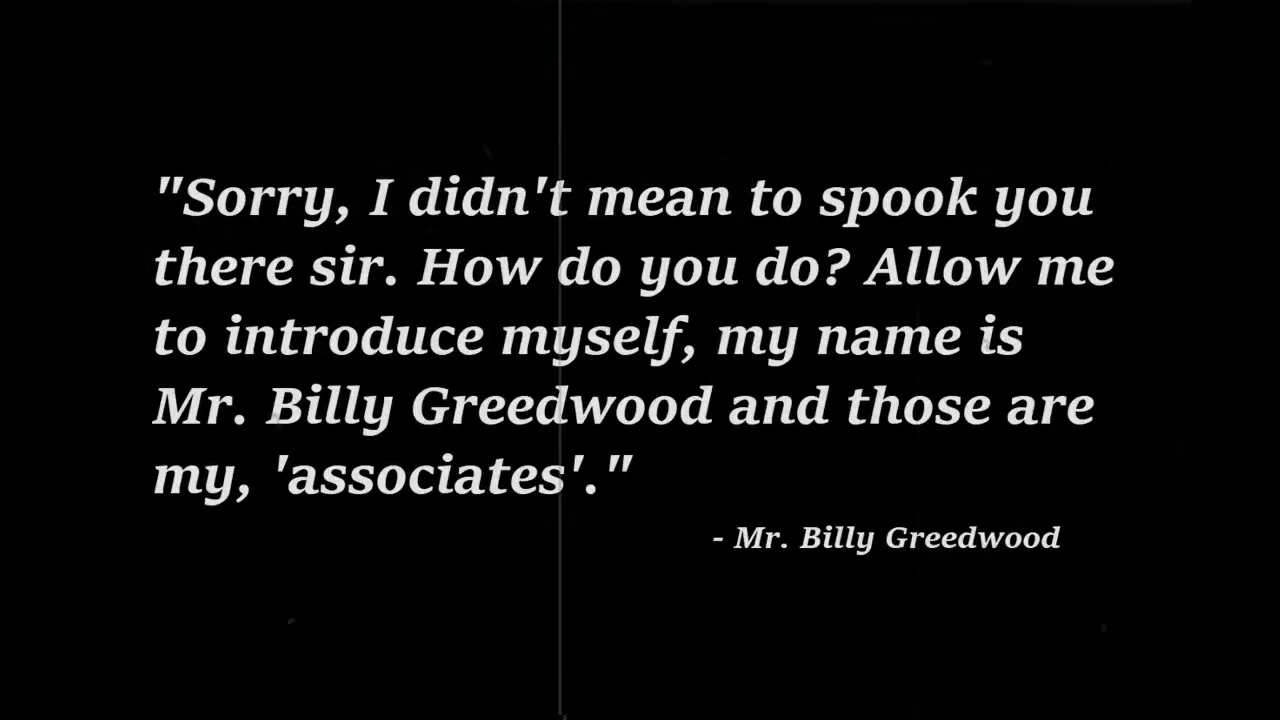 "Sorry, I didn't mean to spook you
there sir. How do you do? Allow me
to introduce myself, my name is
Mr. Billy Greedwood and those are
my, 'associates'."
- Mr. Billy Greedwood